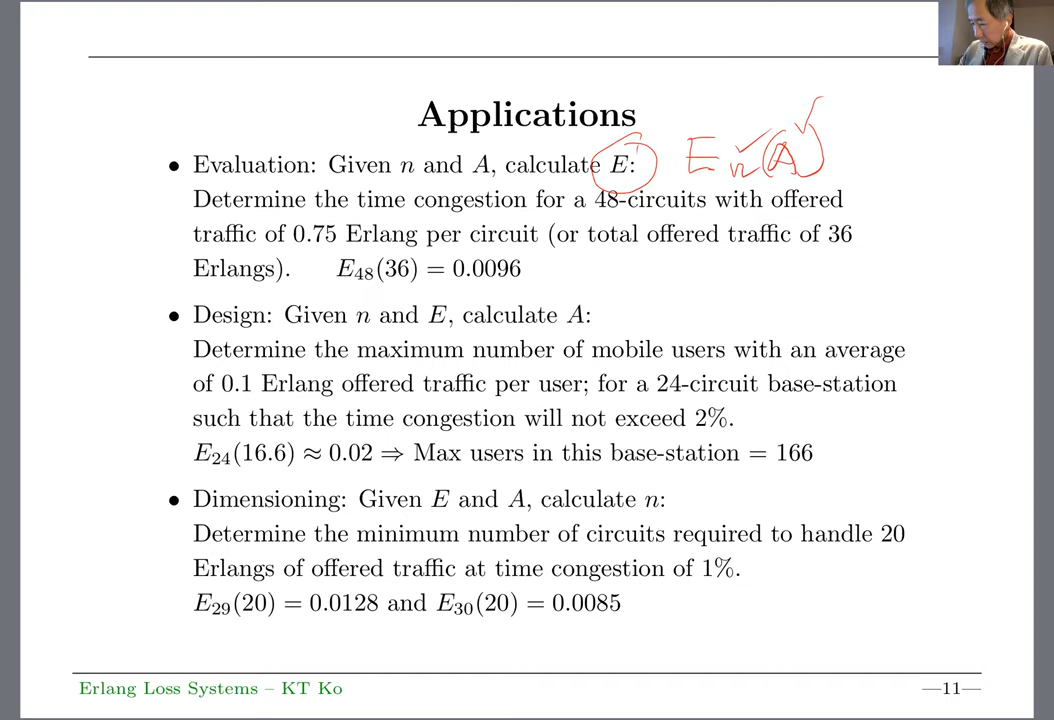 Applications
E n (A)
• Evaluation: Given n and A, calculate E:
Determine the time congestion for a 48-circuits with offered
traffic of 0.75 Erlang per circuit (or total offered traffic of 36
Erlangs). E48(36) = 0.0096
• Design: Given n and E, calculate A:
Determine the maximum number of mobile users with an average
of 0.1 Erlang offered traffic per user; for a 24-circuit base-station
such that the time congestion will not exceed 2%.
E24(16.6) ≈ 0.02 ⇒ Max users in this base-station = 166
• Dimensioning: Given E and A, calculate n:
Determine the minimum number of circuits required to handle 20
Erlangs of offered traffic at time congestion of 1%.
E29(20) = 0.0128 and E30(20) = 0.0085
Erlang Loss Systems – KT Ko —11—